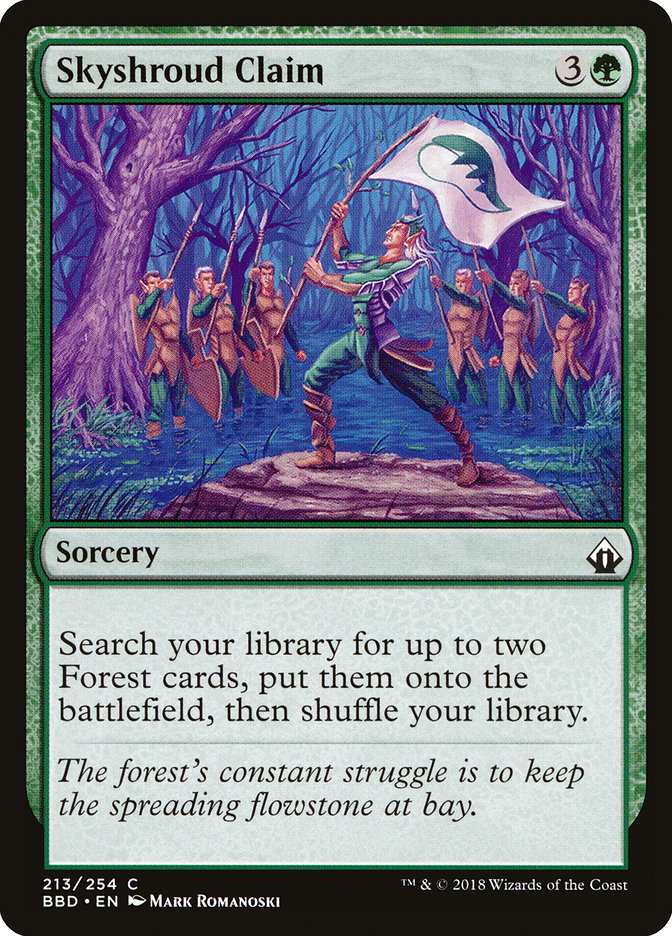 Skyshroud Claim 3
Sorcery
Search your library for up to two
Forest cards, put them onto the
battlefield, then shuffle your library.
The forest's constant struggle is to keep
the spreading flowstone at bay.
213/254 C
BBD • EN Mark Romanoski
™ & © 2018 Wizards of the Coast